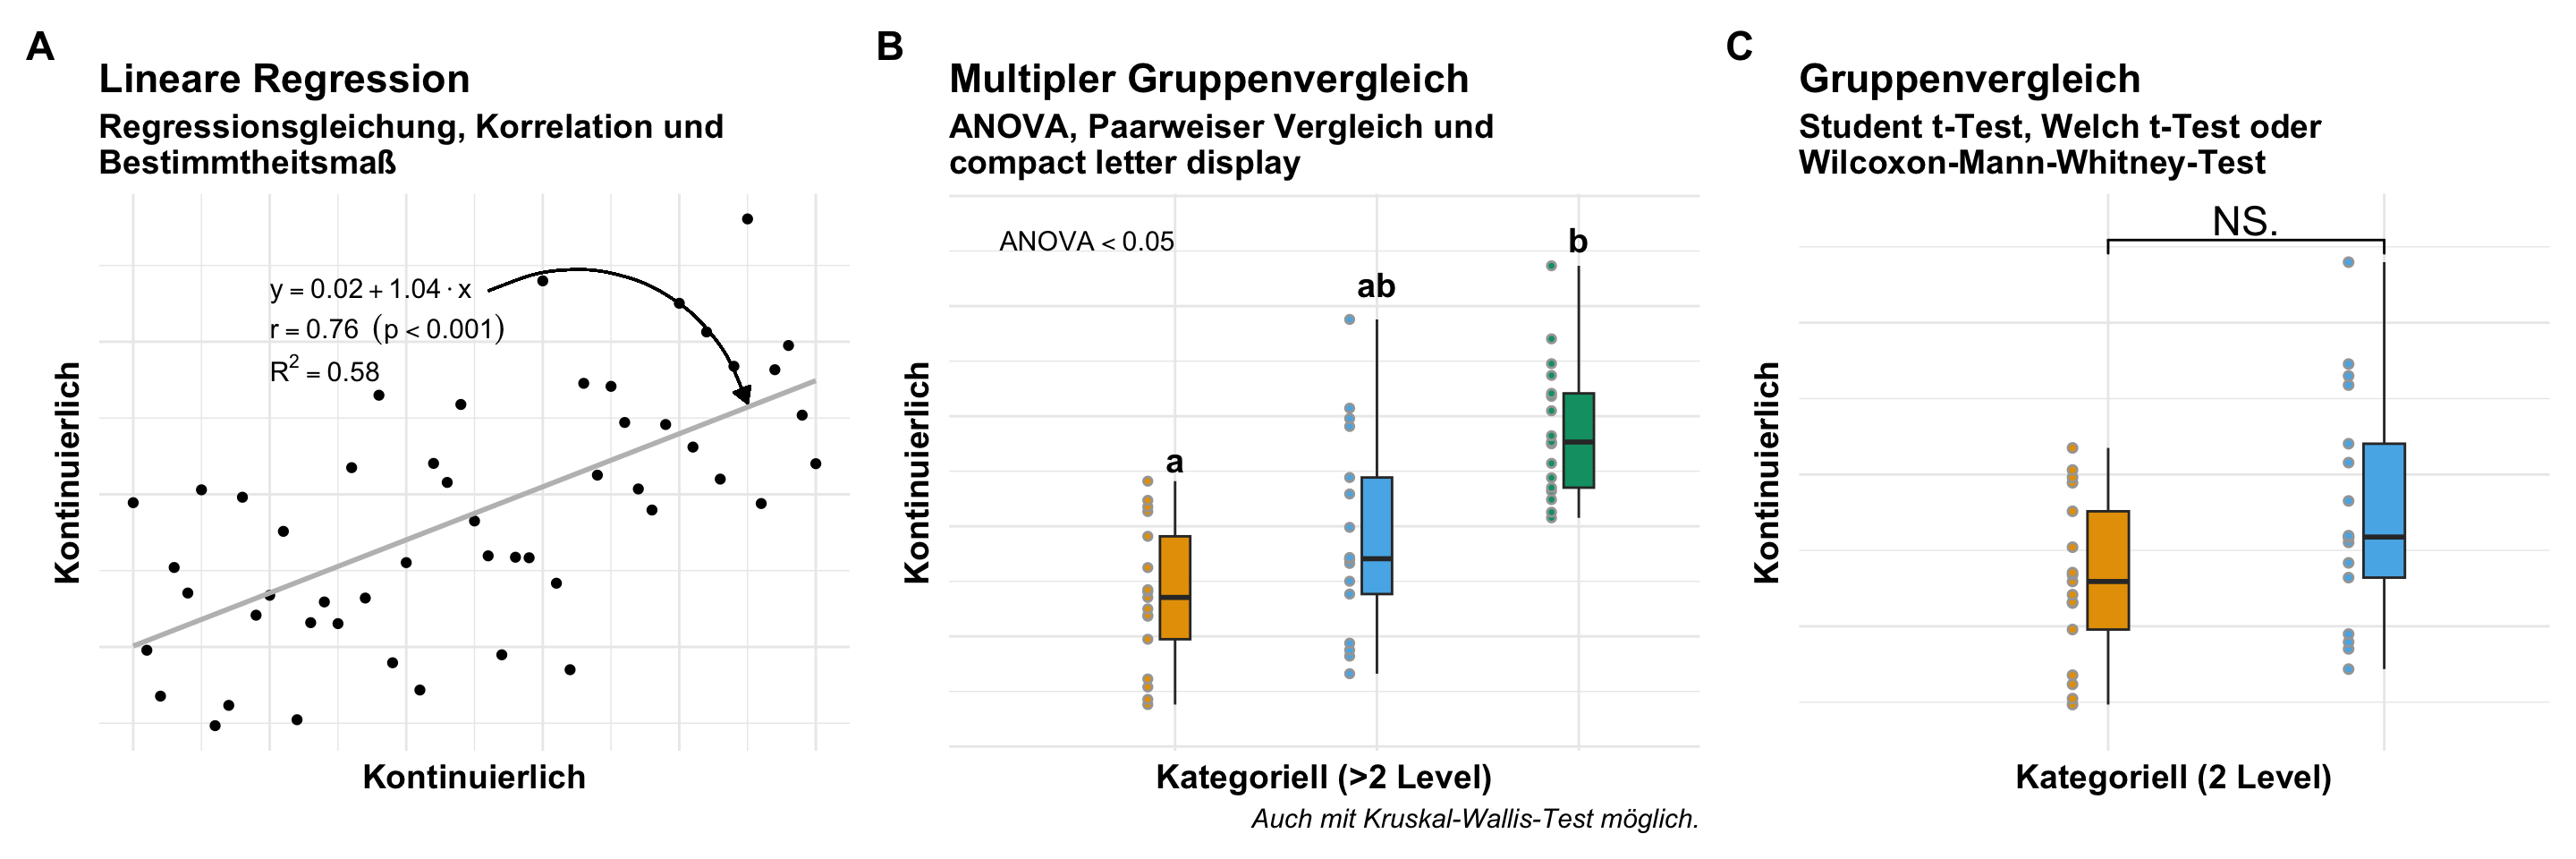 A
Lineare Regression
Regressionsgleichung, Korrelation und
Bestimmtheitsmaß
y = 0.02 + 1.04 · x
r = 0.76 (p < 0.001)
R² = 0.58
Kontinuierlich
Kontinuierlich
B
Multipler Gruppenvergleich
ANOVA, Paarweiser Vergleich und
compact letter display
ANOVA < 0.05
a
ab
b
Kontinuierlich
Kategoriell (>2 Level)
Auch mit Kruskal-Wallis-Test möglich.
C
Gruppenvergleich
Student t-Test, Welch t-Test oder
Wilcoxon-Mann-Whitney-Test
NS.
Kontinuierlich
Kategoriell (2 Level)